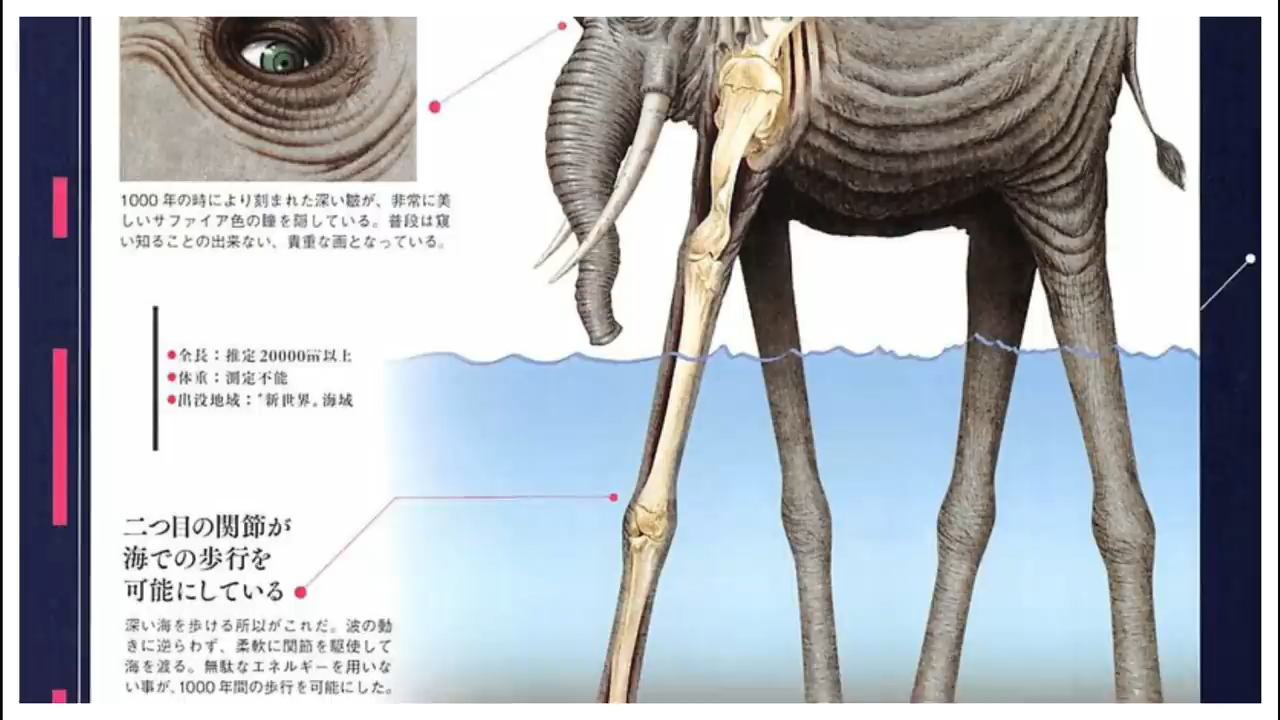 1000 年の時により刻まれた深い皺が、非常に美
しいサファイア色の瞳を隠している。普段は窺
い知ることの出来ない、貴重な画となっている。
●全長：推定 20000m以上
●体重：測定不能
●出没地域：“新世界„海域
二つ目の関節が
海での歩行を
可能にしている
深い海を歩ける所以がこれだ。波の動
きに逆らわず、柔軟に関節を駆使して
海を渡る。無駄なエネルギーを用いな
い事が、1000 年間の歩行を可能にした。